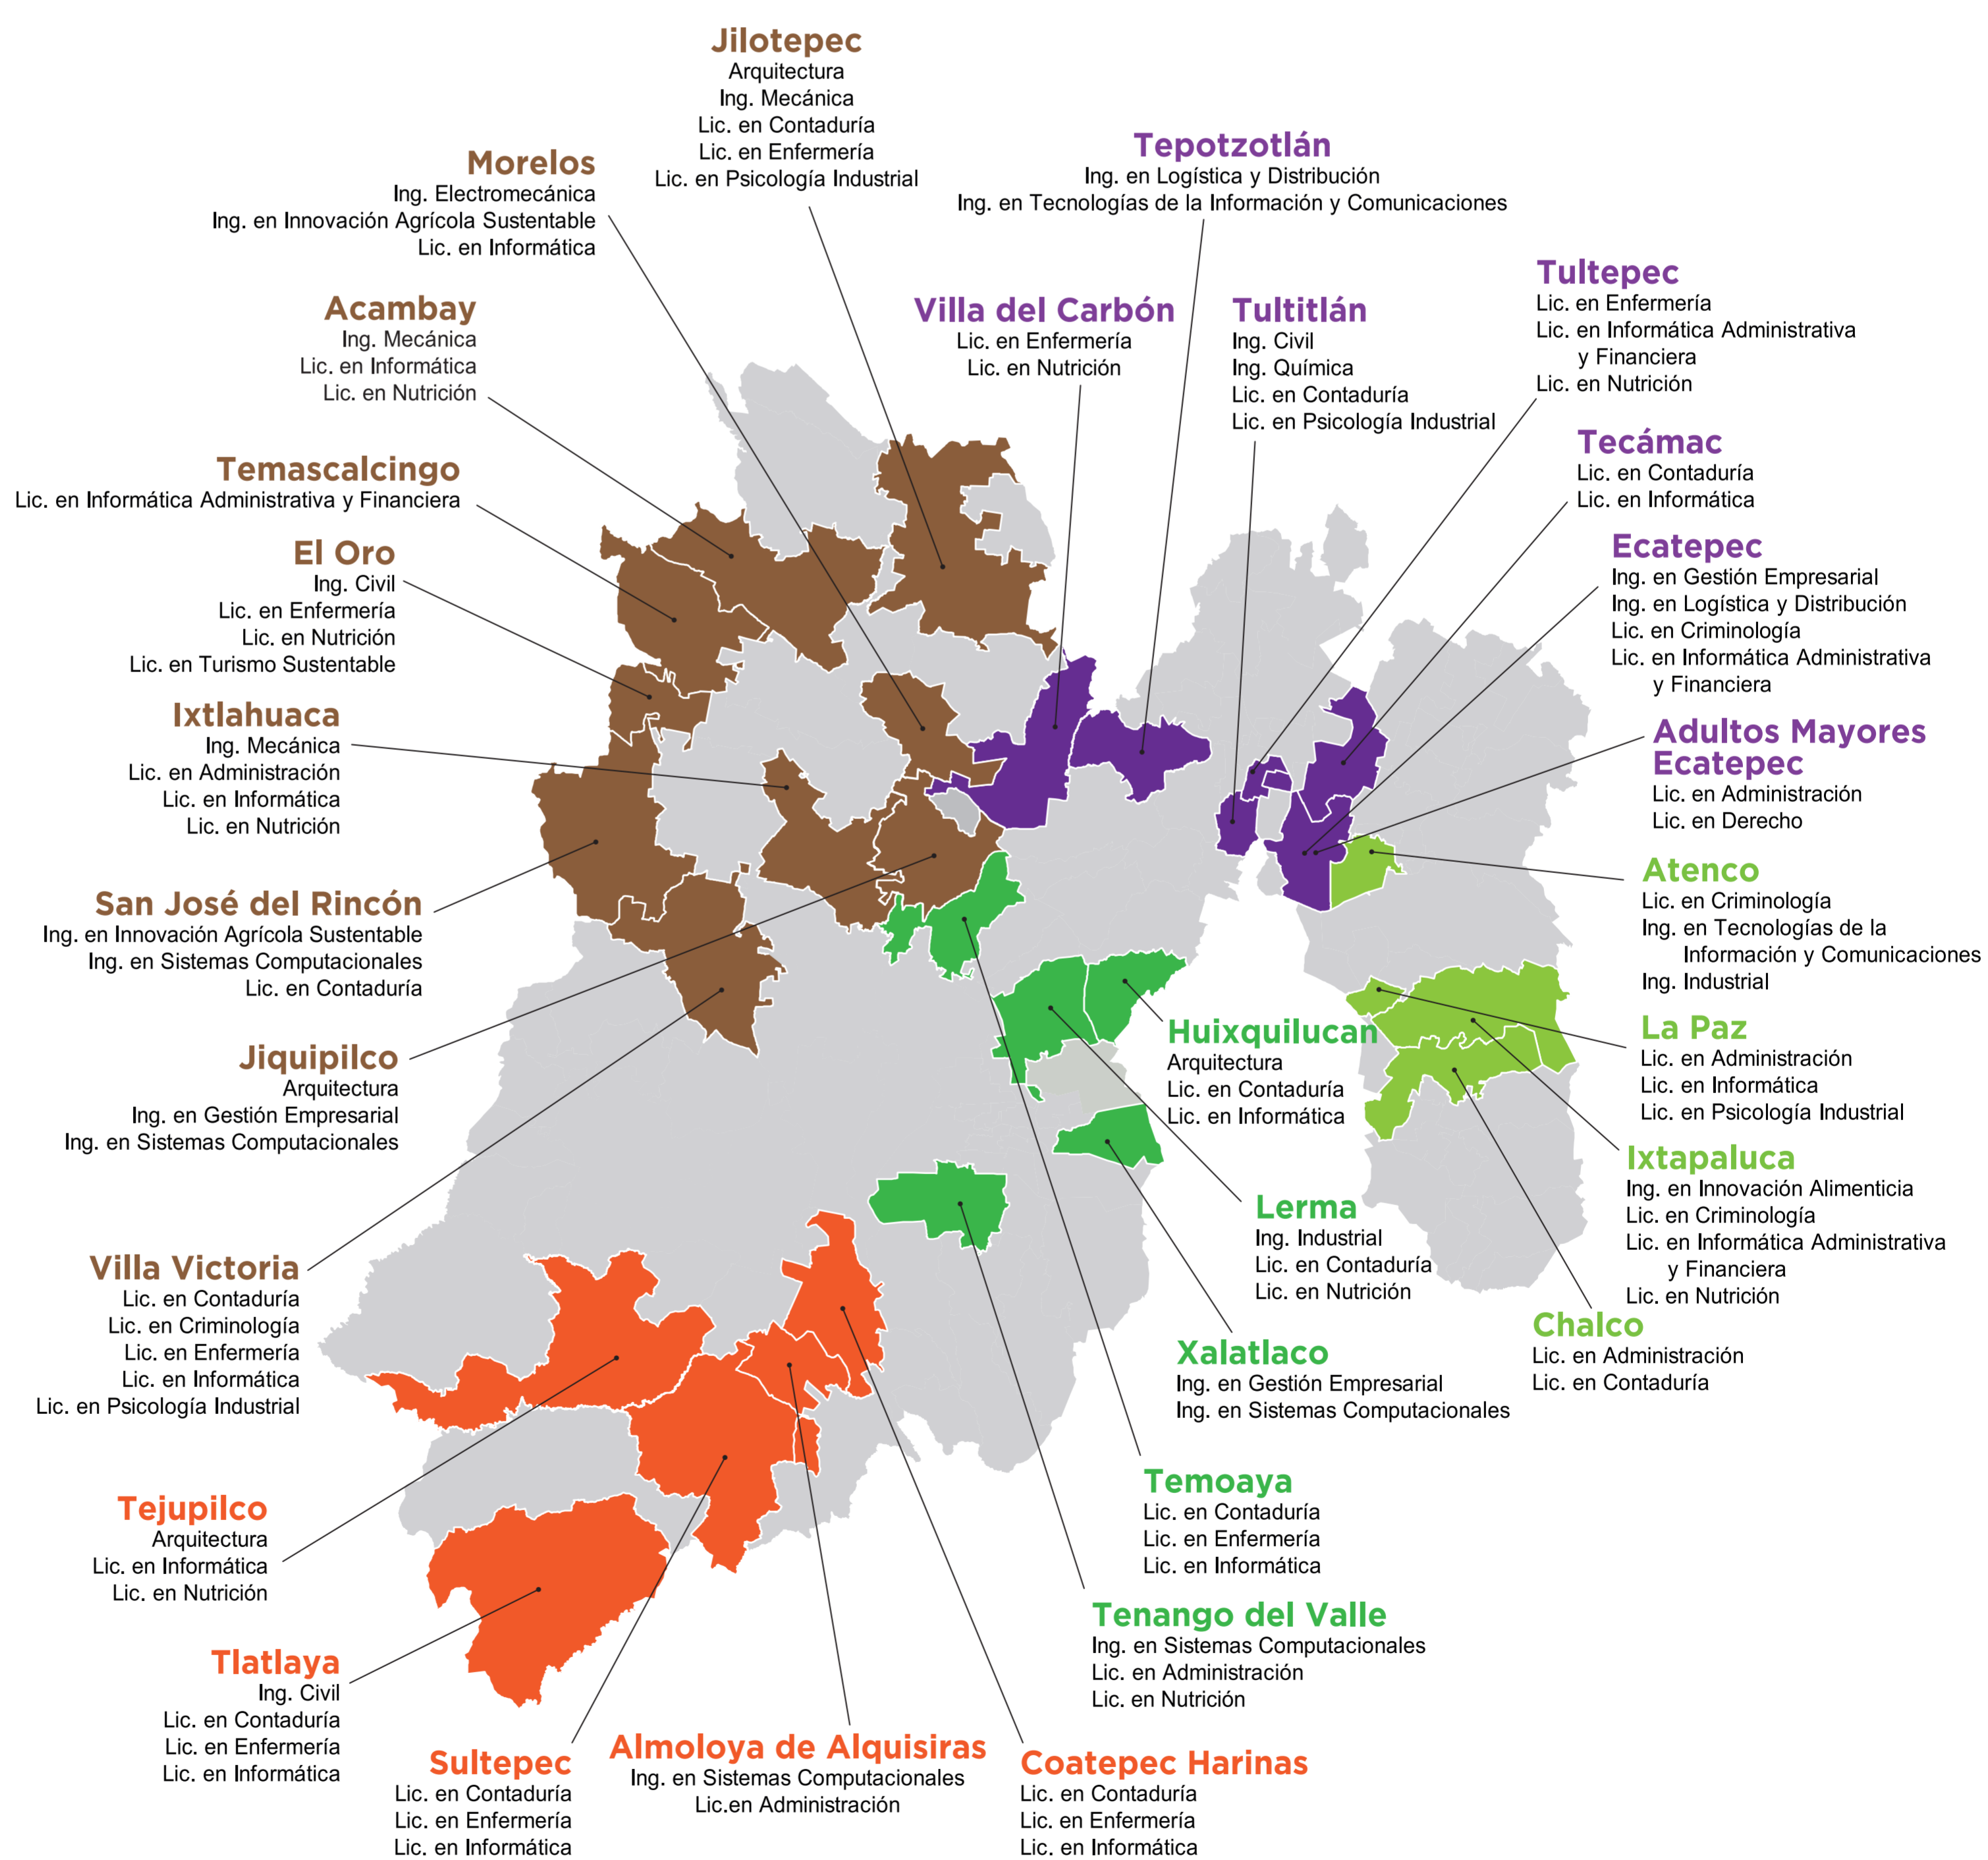 Jilotepec
Arquitectura
Ing. Mecánica
Lic. en Contaduría
Lic. en Enfermería
Lic. en Psicología Industrial
Morelos
Ing. Electromecánica
Ing. en Innovación Agrícola Sustentable
Lic. en Informática
Tepotzotlán
Ing. en Logística y Distribución
Ing. en Tecnologías de la Información y Comunicaciones
Acambay
Ing. Mecánica
Lic. en Informática
Lic. en Nutrición
Villa del Carbón
Lic. en Enfermería
Lic. en Nutrición
Tultitlán
Ing. Civil
Ing. Química
Lic. en Contaduría
Lic. en Psicología Industrial
Tultepec
Lic. en Enfermería
Lic. en Informática Administrativa
y Financiera
Lic. en Nutrición
Tecámac
Lic. en Contaduría
Lic. en Informática
Temascalcingo
Lic. en Informática Administrativa y Financiera
El Oro
Ing. Civil
Lic. en Enfermería
Lic. en Nutrición
Lic. en Turismo Sustentable
Ecatepec
Ing. en Gestión Empresarial
Ing. en Logística y Distribución
Lic. en Criminología
Lic. en Informática Administrativa
y Financiera
Ixtlahuaca
Ing. Mecánica
Lic. en Administración
Lic. en Informática
Lic. en Nutrición
Adultos Mayores
Ecatepec
Lic. en Administración
Lic. en Derecho
Atenco
Lic. en Criminología
Ing. en Tecnologías de la
Información y Comunicaciones
Ing. Industrial
San José del Rincón
Ing. en Innovación Agrícola Sustentable
Ing. en Sistemas Computacionales
Lic. en Contaduría
Huixquilucan
Arquitectura
Lic. en Contaduría
Lic. en Informática
La Paz
Lic. en Administración
Lic. en Informática
Lic. en Psicología Industrial
Jiquipilco
Arquitectura
Ing. en Gestión Empresarial
Ing. en Sistemas Computacionales
Ixtapaluca
Ing. en Innovación Alimenticia
Lic. en Criminología
Lic. en Informática Administrativa
y Financiera
Lic. en Nutrición
Lerma
Ing. Industrial
Lic. en Contaduría
Lic. en Nutrición
Villa Victoria
Lic. en Contaduría
Lic. en Criminología
Lic. en Enfermería
Lic. en Informática
Lic. en Psicología Industrial
Chalco
Lic. en Administración
Lic. en Contaduría
Xalatlaco
Ing. en Gestión Empresarial
Ing. en Sistemas Computacionales
Temoaya
Lic. en Contaduría
Lic. en Enfermería
Lic. en Informática
Tejupilco
Arquitectura
Lic. en Informática
Lic. en Nutrición
Tenango del Valle
Ing. en Sistemas Computacionales
Lic. en Administración
Lic. en Nutrición
Tlatlaya
Ing. Civil
Lic. en Contaduría
Lic. en Enfermería
Lic. en Informática
Sultepec
Lic. en Contaduría
Lic. en Enfermería
Lic. en Informática
Almoloya de Alquisiras
Ing. en Sistemas Computacionales
Lic.en Administración
Coatepec Harinas
Lic. en Contaduría
Lic. en Enfermería
Lic. en Informática